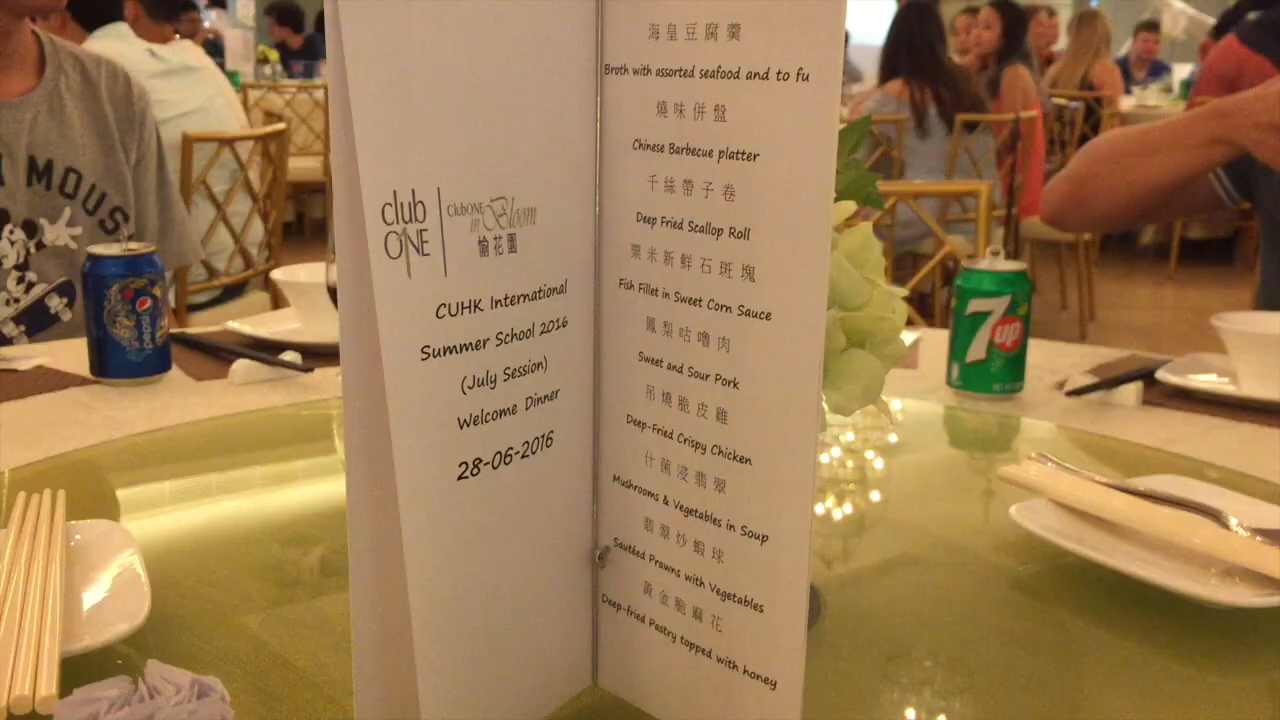 club
ONE
ClubONE
in Bloom
愉花園
CUHK International
Summer School 2016
(July Session)
Welcome Dinner
28-06-2016
海皇豆腐羹
Broth with assorted seafood and to fu
燒味併盤
Chinese Barbecue platter
千絲帶子卷
Deep Fried Scallop Roll
粟米新鮮石斑塊
Fish Fillet in Sweet Corn Sauce
鳳梨咕嚕肉
Sweet and Sour Pork
吊燒脆皮雞
Deep-Fried Crispy Chicken
什菌浸翡翠
Mushrooms & Vegetables in Soup
翡翠炒蝦球
Sautéed Prawns with Vegetables
黃金脆麻花
Deep-fried Pastry topped with honey
MOUS
pepsi
7up